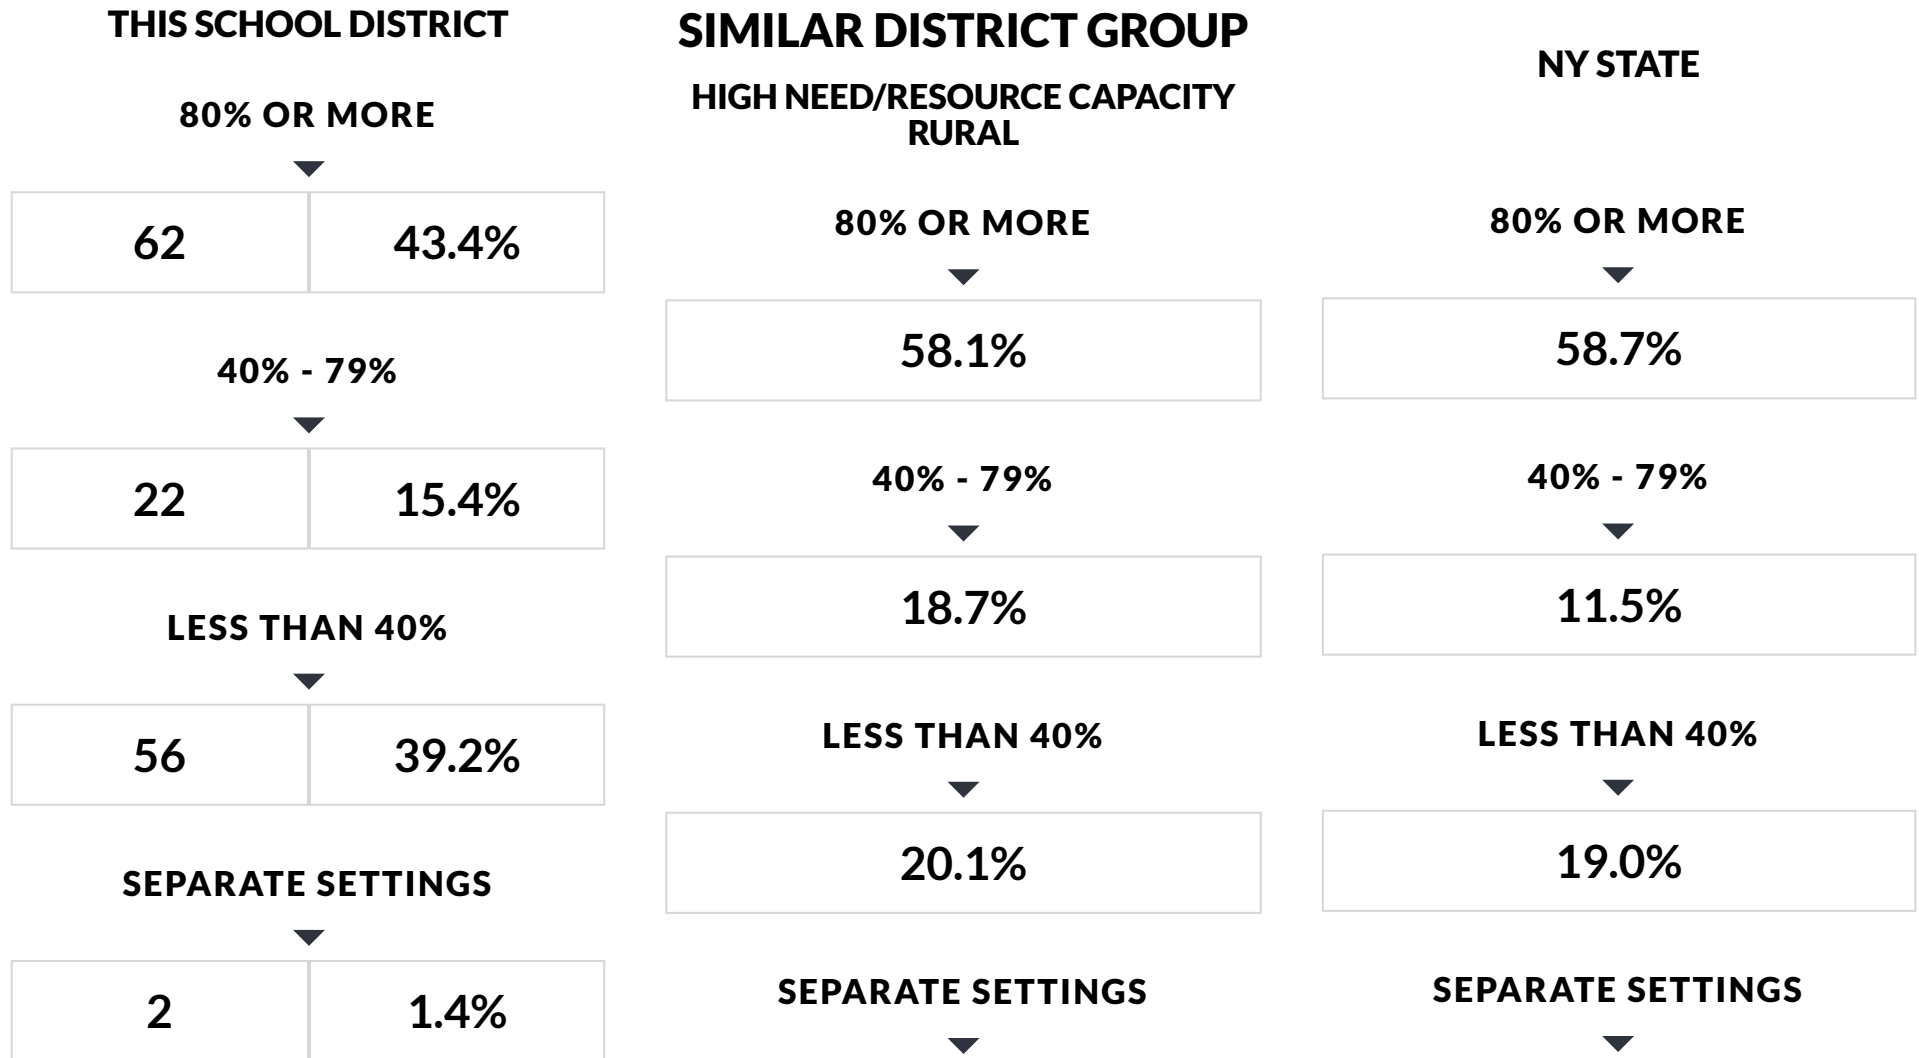 THIS SCHOOL DISTRICT
80% OR MORE
62 43.4%
40% - 79%
22 15.4%
LESS THAN 40%
56 39.2%
SEPARATE SETTINGS
2 1.4%
SIMILAR DISTRICT GROUP
HIGH NEED/RESOURCE CAPACITY
RURAL
80% OR MORE
58.1%
40% - 79%
18.7%
LESS THAN 40%
20.1%
SEPARATE SETTINGS
NY STATE
80% OR MORE
58.7%
40% - 79%
11.5%
LESS THAN 40%
19.0%
SEPARATE SETTINGS